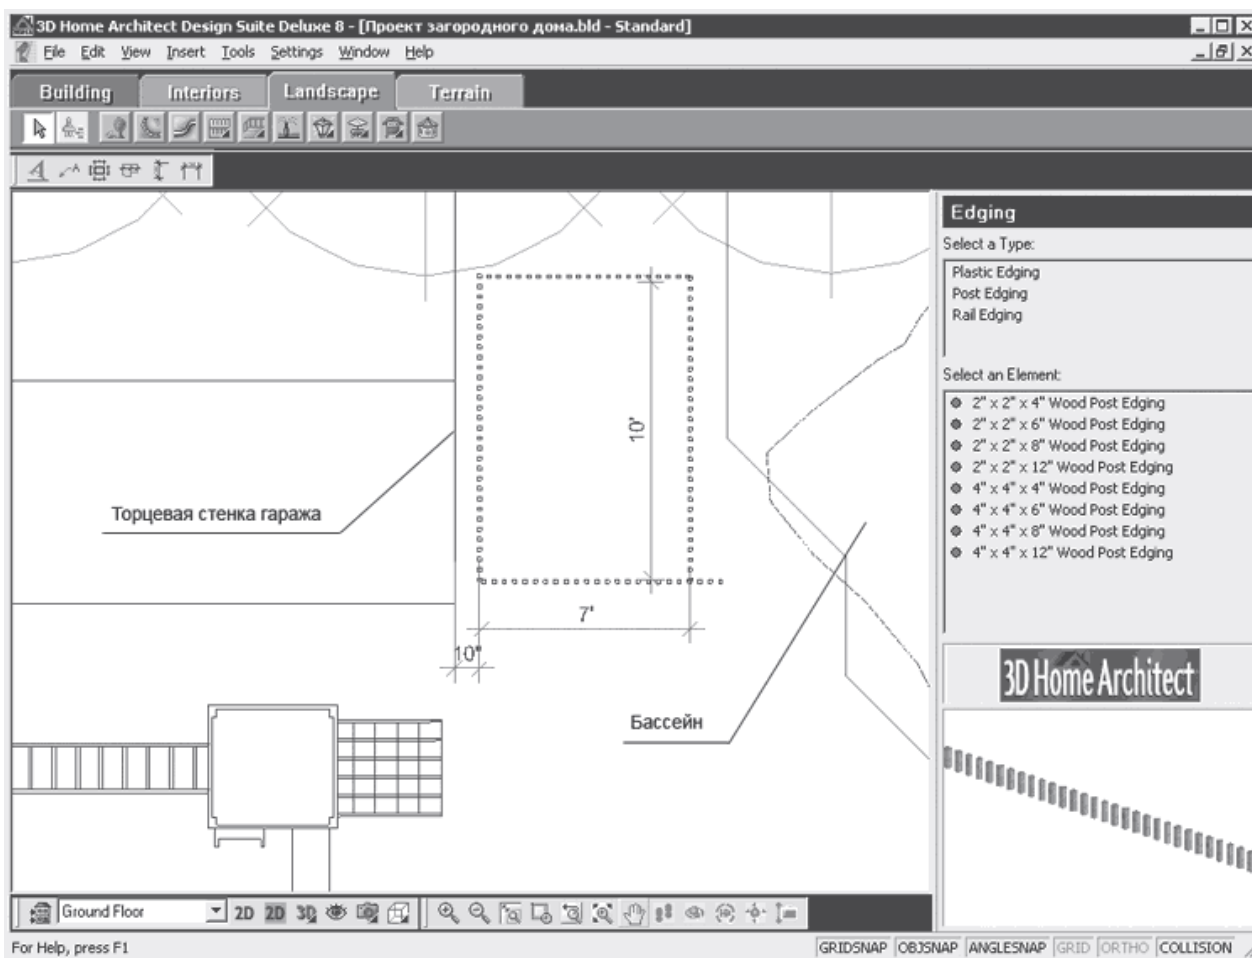 3D Home Architect Design Suite Deluxe 8 - [Проект загородного дома.bld - Standard]
File Edit View Insert Tools Settings Window Help
Building Interiors Landscape Terrain
Edging
Select a Type:
Plastic Edging
Post Edging
Rail Edging
Select an Element:
2" x 2" x 4" Wood Post Edging
2" x 2" x 6" Wood Post Edging
2" x 2" x 8" Wood Post Edging
2" x 2" x 12" Wood Post Edging
4" x 4" x 4" Wood Post Edging
4" x 4" x 6" Wood Post Edging
4" x 4" x 8" Wood Post Edging
4" x 4" x 12" Wood Post Edging
10'
Торцевая стенка гаража
7'
10"
Бассейн
3D Home Architect
Ground Floor 2D 2D 3D
For Help, press F1
GRIDSNAP OBJSNAP ANGLESNAP GRID ORTHO COLLISION